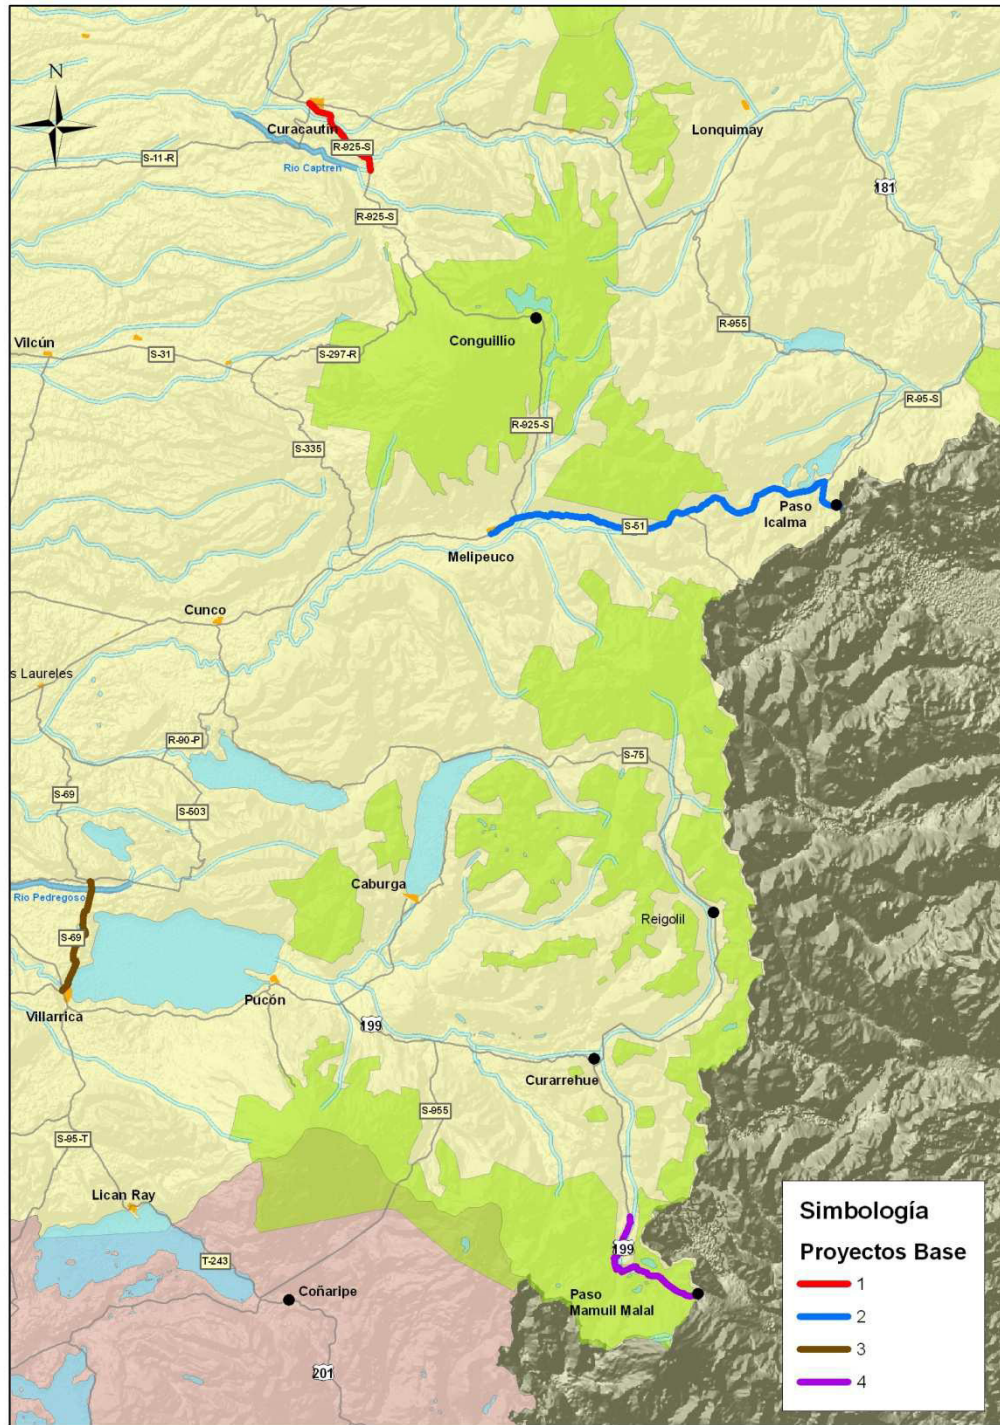 N
Curacautín
Lonquimay
R-925-S
S-11-R
Río Captren
181
R-925-S
Conguillío
R-955
Vilcún
S-31
S-297-R
R-95-S
R-925-S
S-335
Paso
Icalma
S-51
Melipeuco
Cunco
s Laureles
R-90-P
S-75
S-69
S-503
Caburga
Río Pedregoso
Reigolil
S-69
Pucón
Villarrica
199
Curarrehue
S-955
S-95-T
Lican Ray
199
T-243
Coñaripe
Paso
Mamuil Malal
201
Simbología
Proyectos Base
1
2
3
4